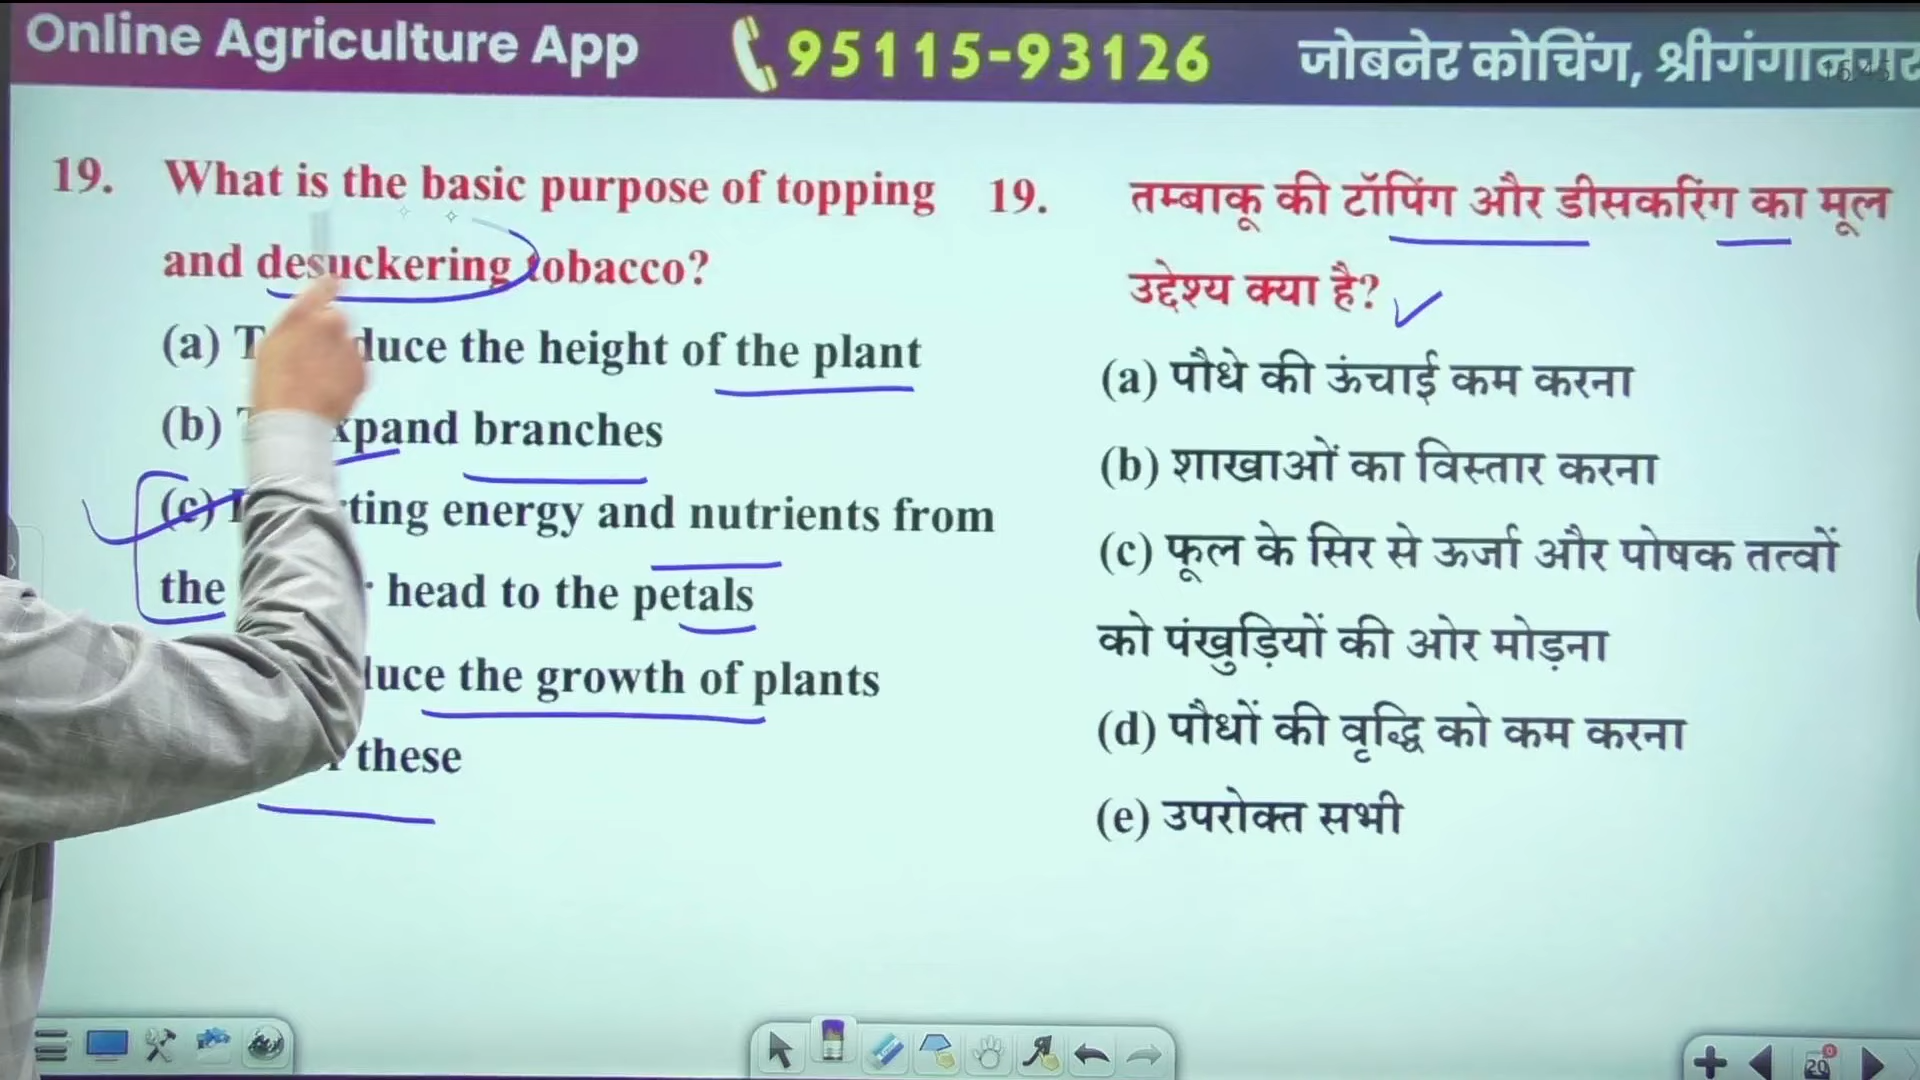 Online Agriculture App 95115-93126 जोबनेर कोचिंग, श्रीगंगानगर
19. What is the basic purpose of topping
and desuckering tobacco?
(a) T duce the height of the plant
(b) xpand branches
(c) ting energy and nutrients from
the head to the petals
duce the growth of plants
these
19. तम्बाकू की टॉपिंग और डीसकरिंग का मूल
उद्देश्य क्या है?
(a) पौधे की ऊंचाई कम करना
(b) शाखाओं का विस्तार करना
(c) फूल के सिर से ऊर्जा और पोषक तत्वों
को पंखुड़ियों की ओर मोड़ना
(d) पौधों की वृद्धि को कम करना
(e) उपरोक्त सभी
20